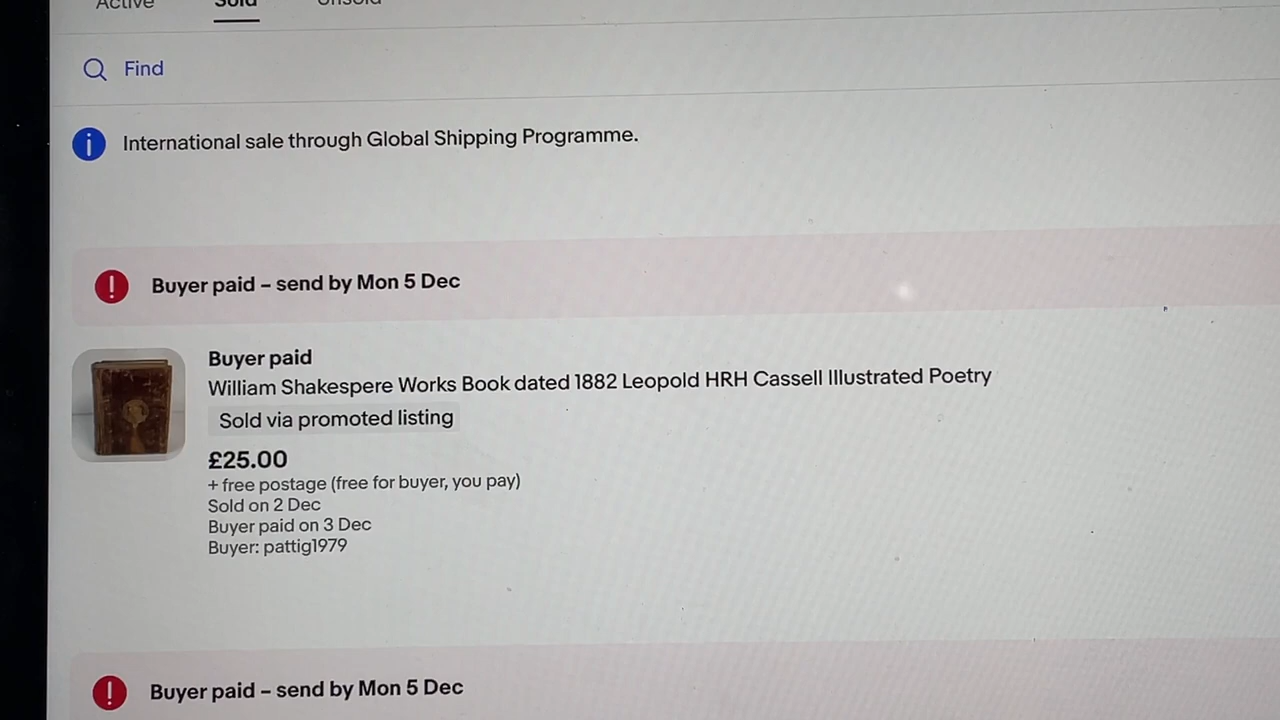 Active Sold Unsold
Find
International sale through Global Shipping Programme.
Buyer paid – send by Mon 5 Dec
Buyer paid
William Shakespere Works Book dated 1882 Leopold HRH Cassell Illustrated Poetry
Sold via promoted listing
£25.00
+ free postage (free for buyer, you pay)
Sold on 2 Dec
Buyer paid on 3 Dec
Buyer: pattig1979
Buyer paid – send by Mon 5 Dec